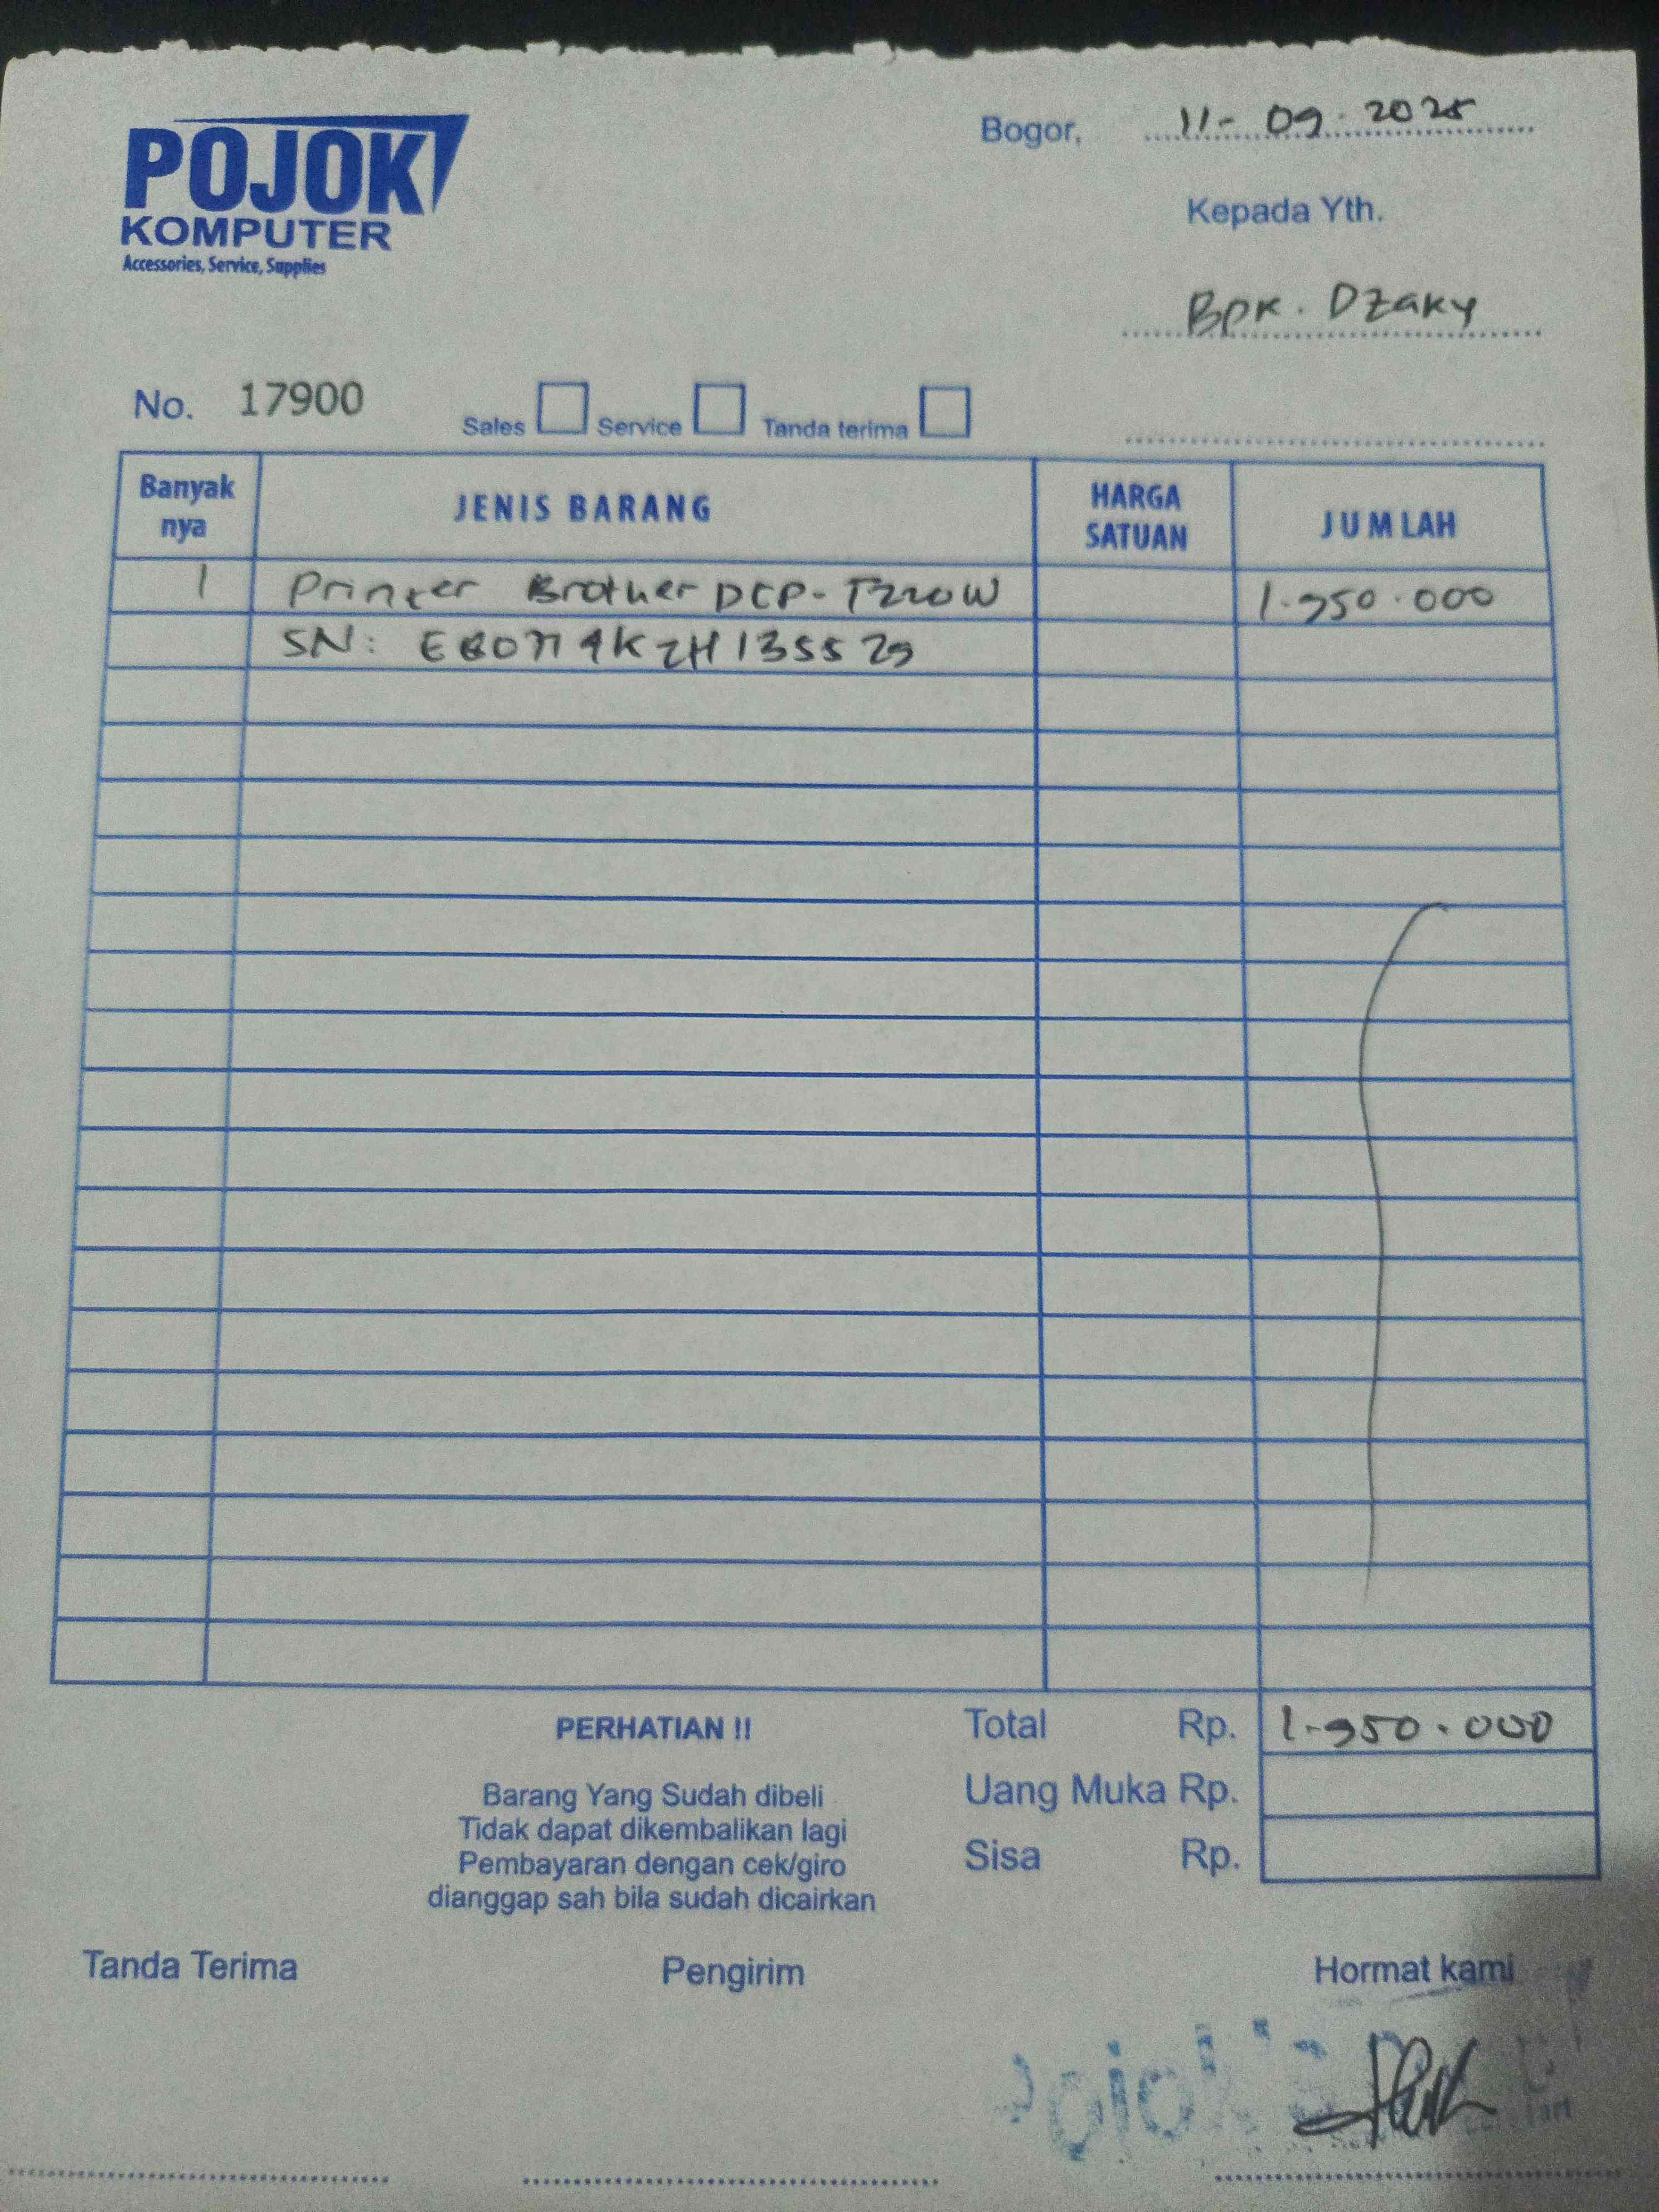 POJOK
KOMPUTER
Accessories, Service, Supplies
Bogor, 11-09-2025
Kepada Yth.
Bpk. Dzaky
No. 17900
Sales Service Tanda terima
Banyak nya JENIS BARANG HARGA SATUAN JUMLAH
1 Printer Brother DCP-T220W 1.950.000
SN:
Total Rp. 1.950.000
Uang Muka Rp.
Sisa Rp.
PERHATIAN !!
Barang Yang Sudah dibeli
Tidak dapat dikembalikan lagi
Pembayaran dengan cek/giro
dianggap sah bila sudah dicairkan
Tanda Terima Pengirim Hormat kami
Pojok